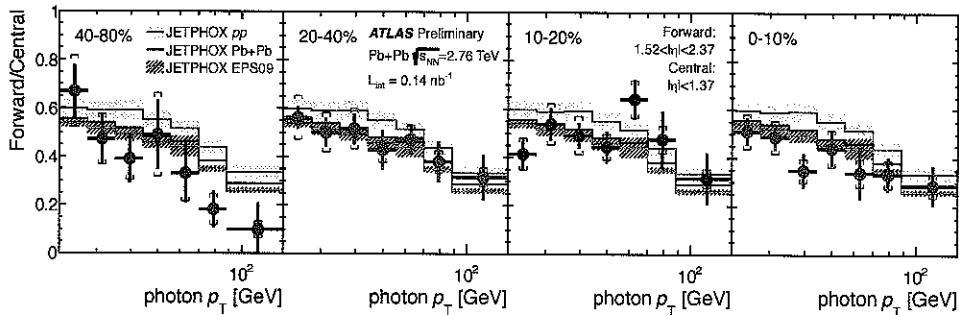 Forward/Central
1
0.8
0.6
0.4
0.2
0
40-80%
JETPHOX pp
JETPHOX Pb+Pb
JETPHOX EPS09
20-40%
ATLAS Preliminary
Pb+Pb √sNN=2.76 TeV
Lint = 0.14 nb-1
10-20%
Forward:
1.52<|η|<2.37
Central:
|η|<1.37
0-10%
10²
10²
10²
10²
photon pT [GeV]
photon pT [GeV]
photon pT [GeV]
photon pT [GeV]